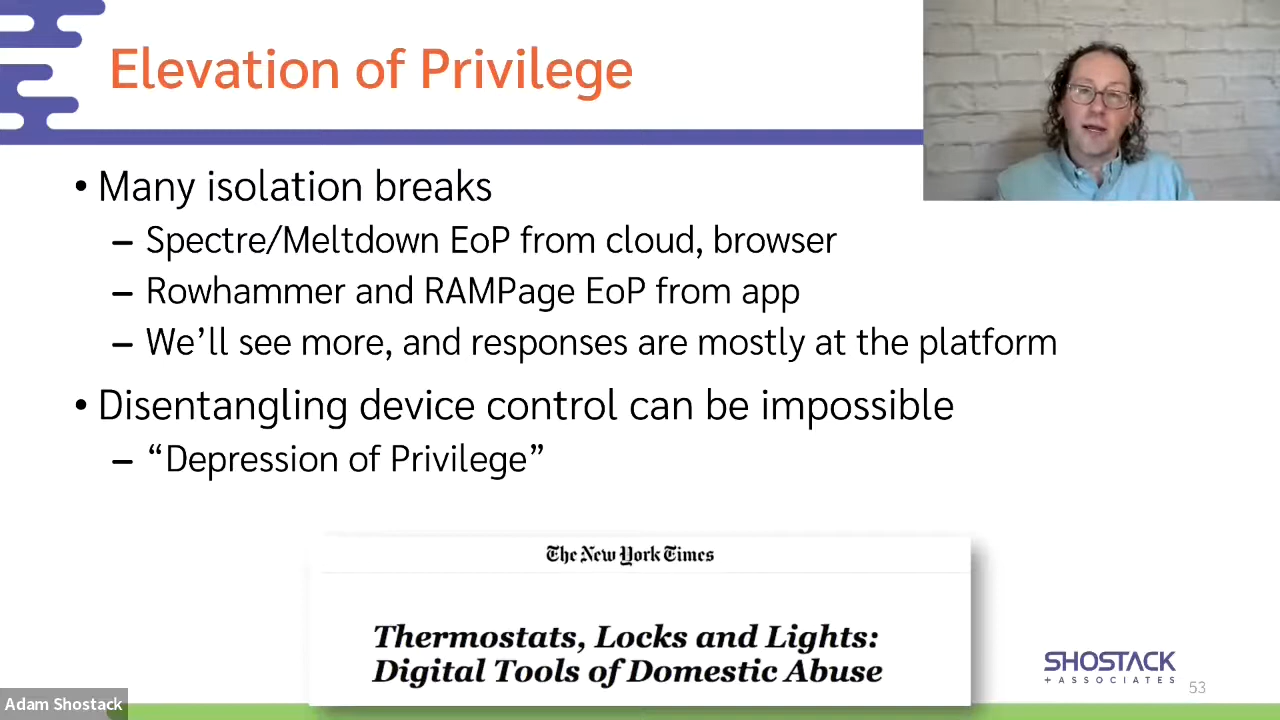 Elevation of Privilege
• Many isolation breaks
– Spectre/Meltdown EoP from cloud, browser
– Rowhammer and RAMPage EoP from app
– We’ll see more, and responses are mostly at the platform
• Disentangling device control can be impossible
– “Depression of Privilege”
The New York Times
Thermostats, Locks and Lights:
Digital Tools of Domestic Abuse
SHOSTACK
+ ASSOCIATES
53
Adam Shostack